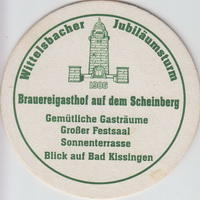 Wittelsbacher Jubiläumsturm
1906
Brauereigasthof auf dem Scheinberg
Gemütliche Gasträume
Großer Festsaal
Sonnenterrasse
Blick auf Bad Kissingen